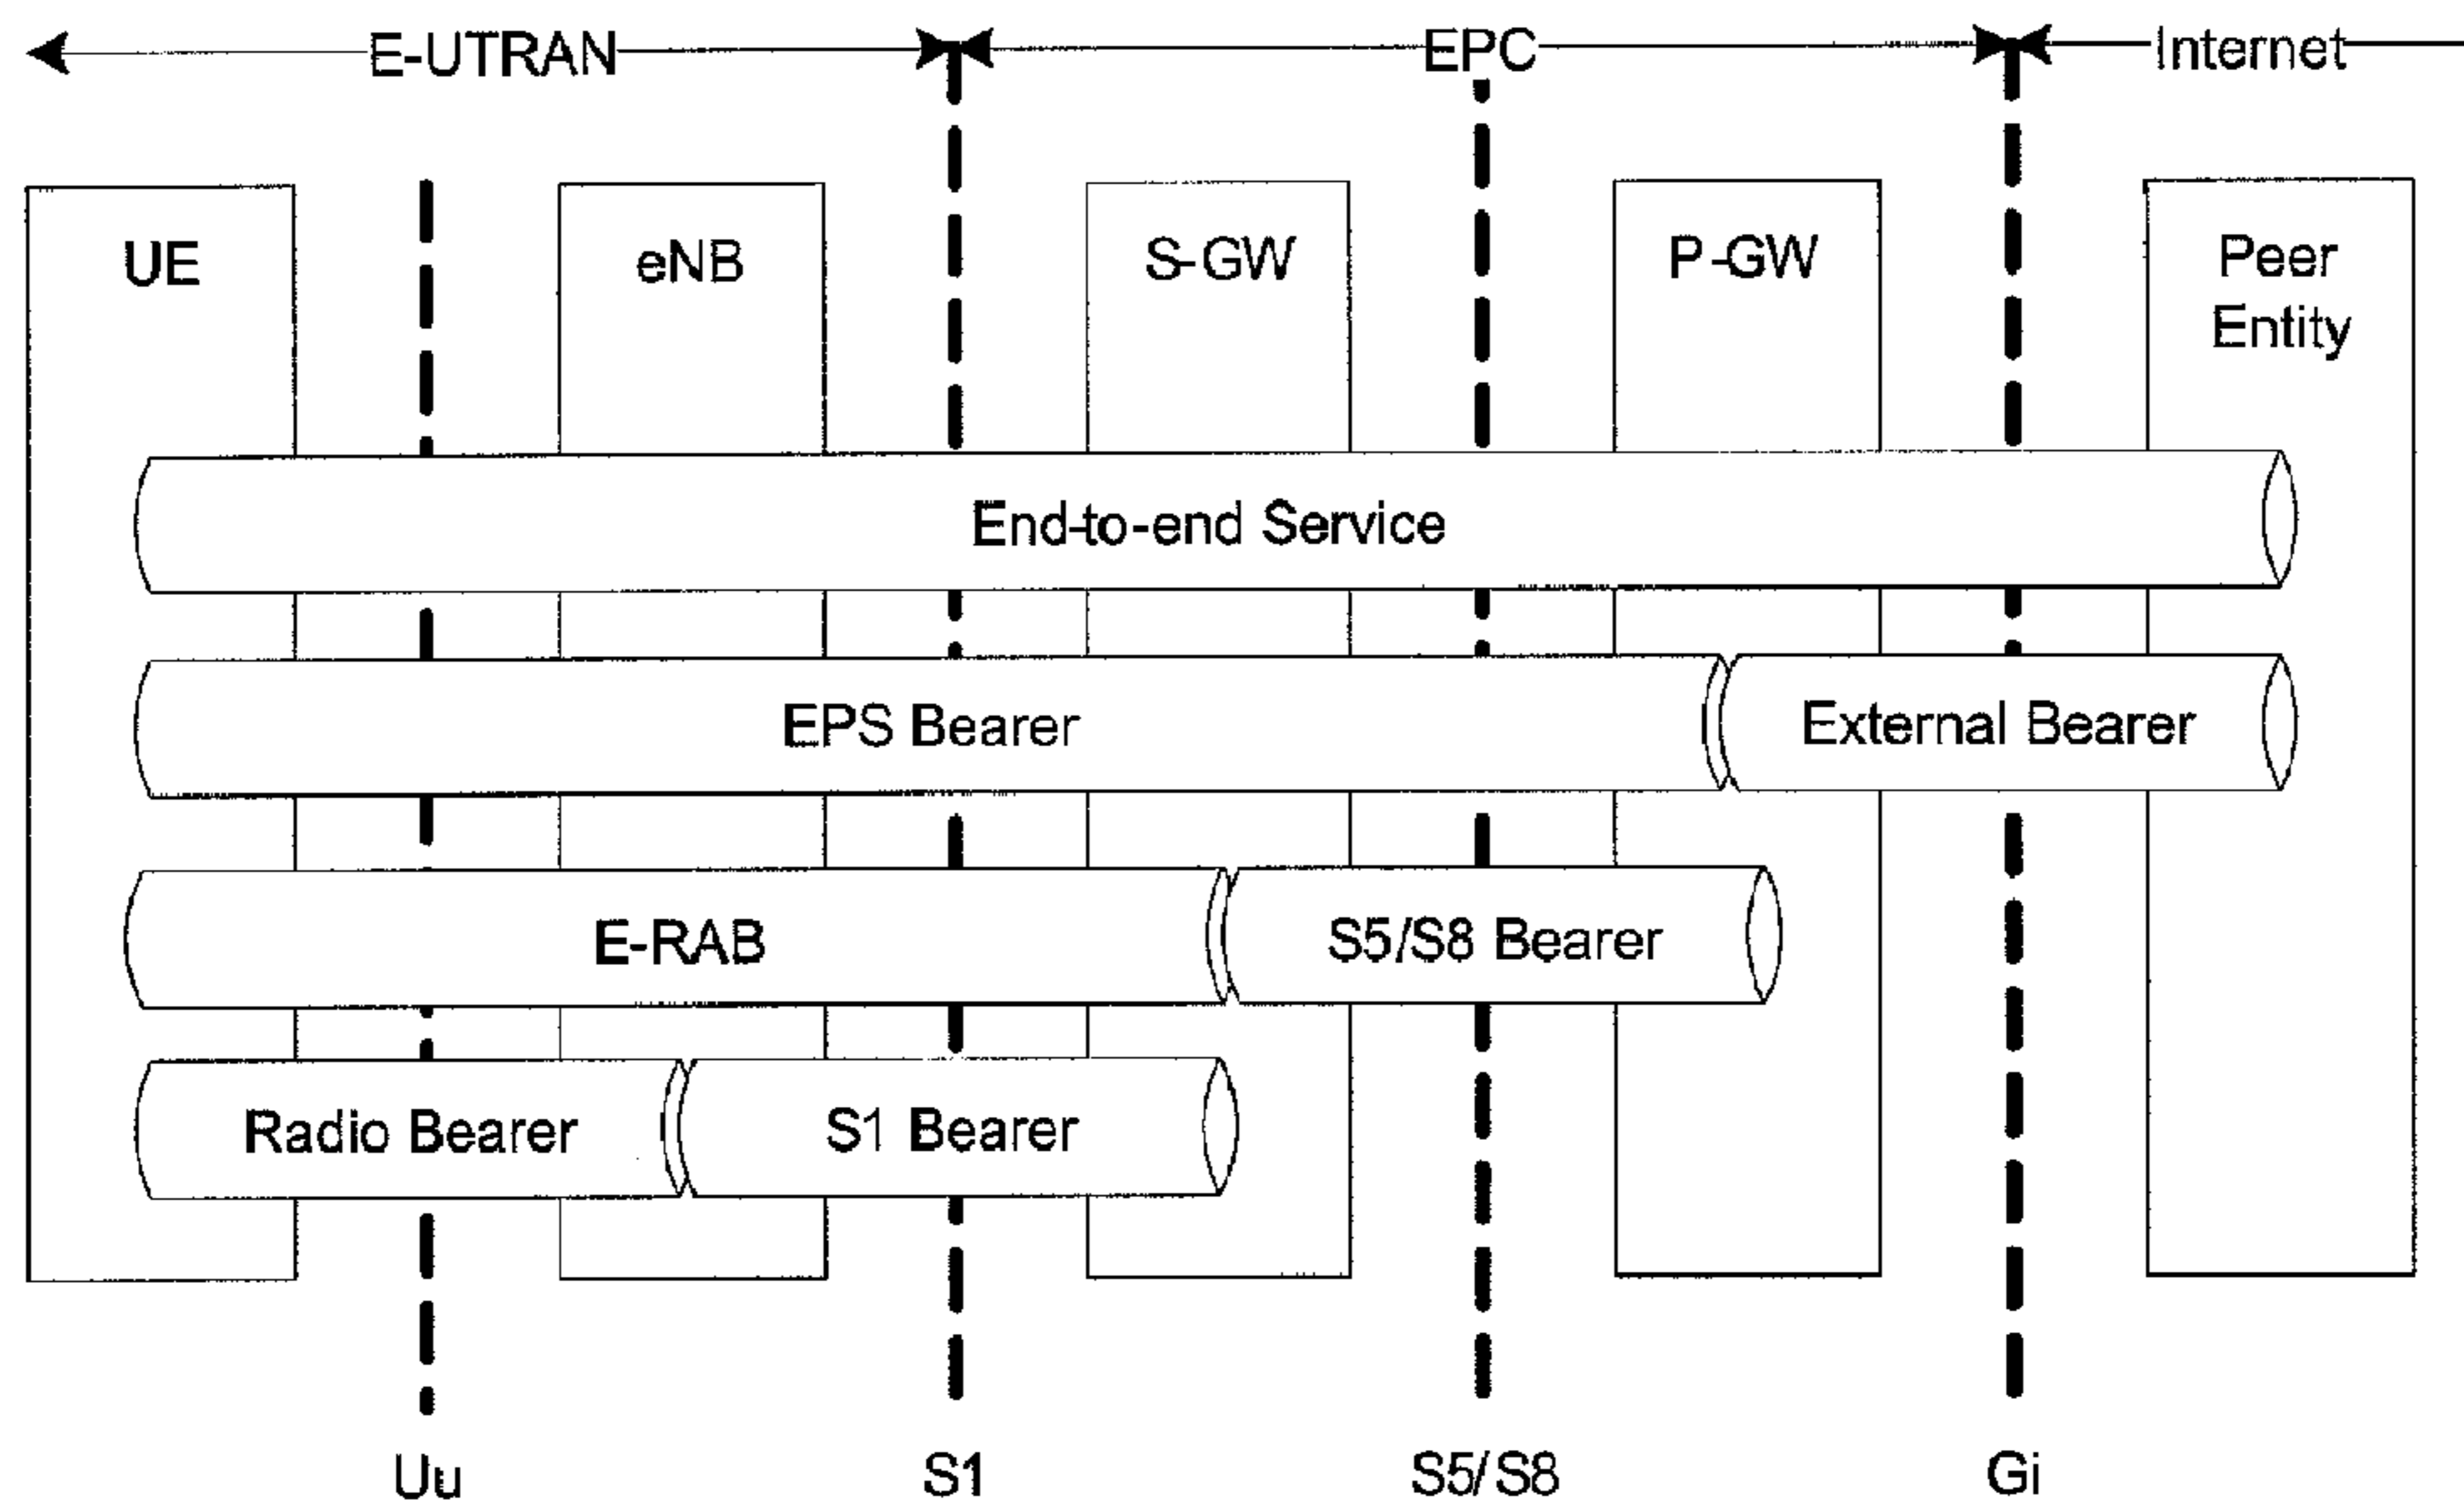 E-UTRAN EPC Internet
UE eNB S-GW P-GW Peer
Entity
End-to-end Service
EPS Bearer External Bearer
E-RAB S5/S8 Bearer
Radio Bearer S1 Bearer
Uu S1 S5/S8 Gi